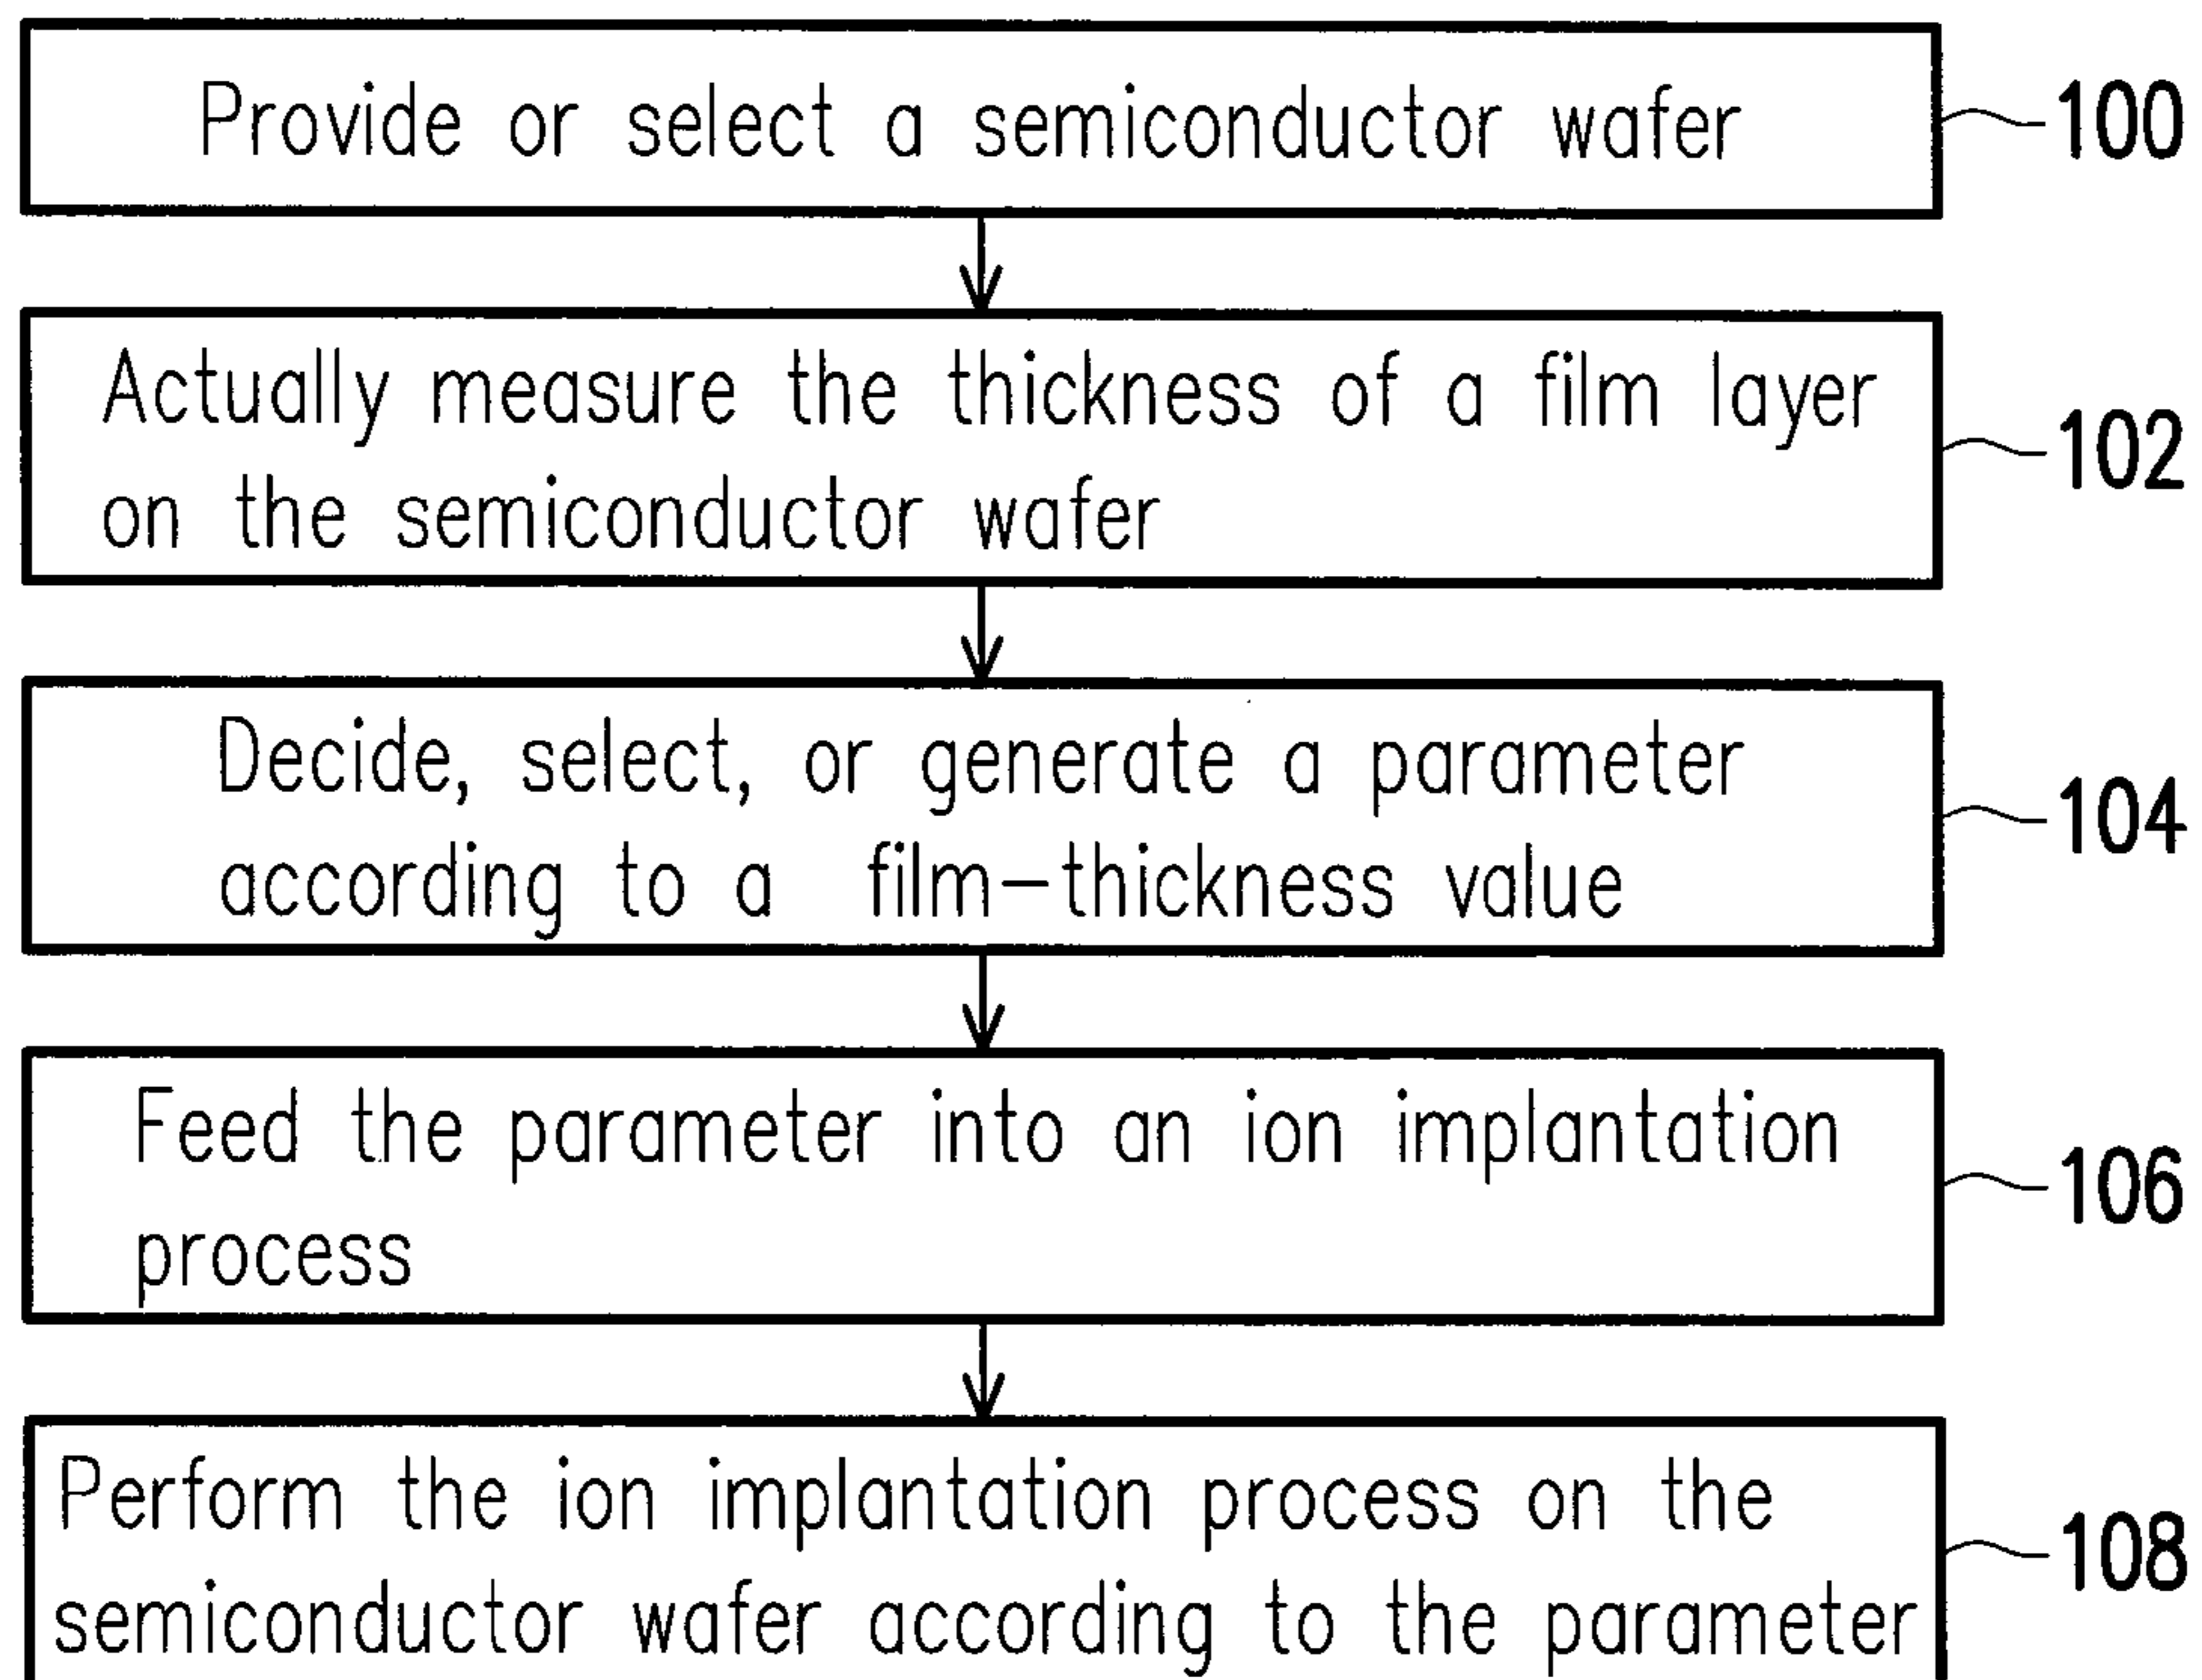 Provide or select a semiconductor wafer
100
Actually measure the thickness of a film layer
on the semiconductor wafer
102
Decide, select, or generate a parameter
according to a film-thickness value
104
Feed the parameter into an ion implantation
process
106
Perform the ion implantation process on the
semiconductor wafer according to the parameter
108